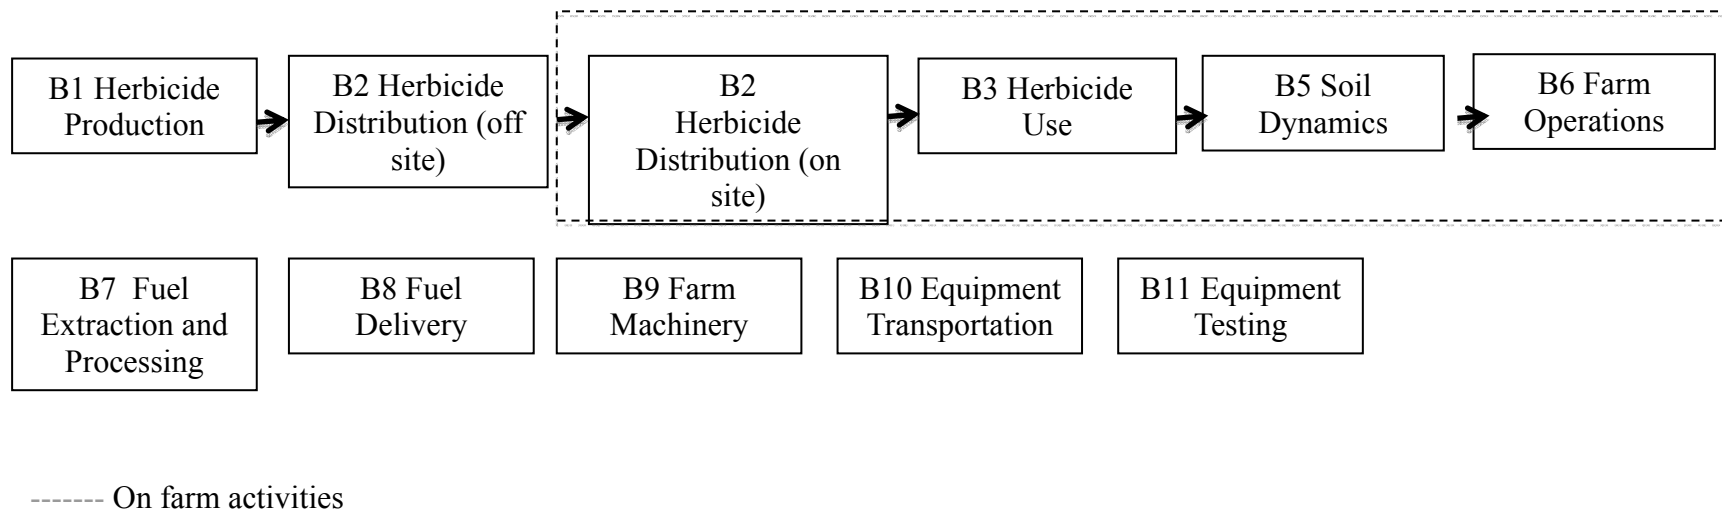 B1 Herbicide
Production
B2 Herbicide
Distribution (off
site)
B2
Herbicide
Distribution (on
site)
B3 Herbicide
Use
B5 Soil
Dynamics
B6 Farm
Operations
B7  Fuel
Extraction and
Processing
B8 Fuel
Delivery
B9 Farm
Machinery
B10 Equipment
Transportation
B11 Equipment
Testing
------- On farm activities